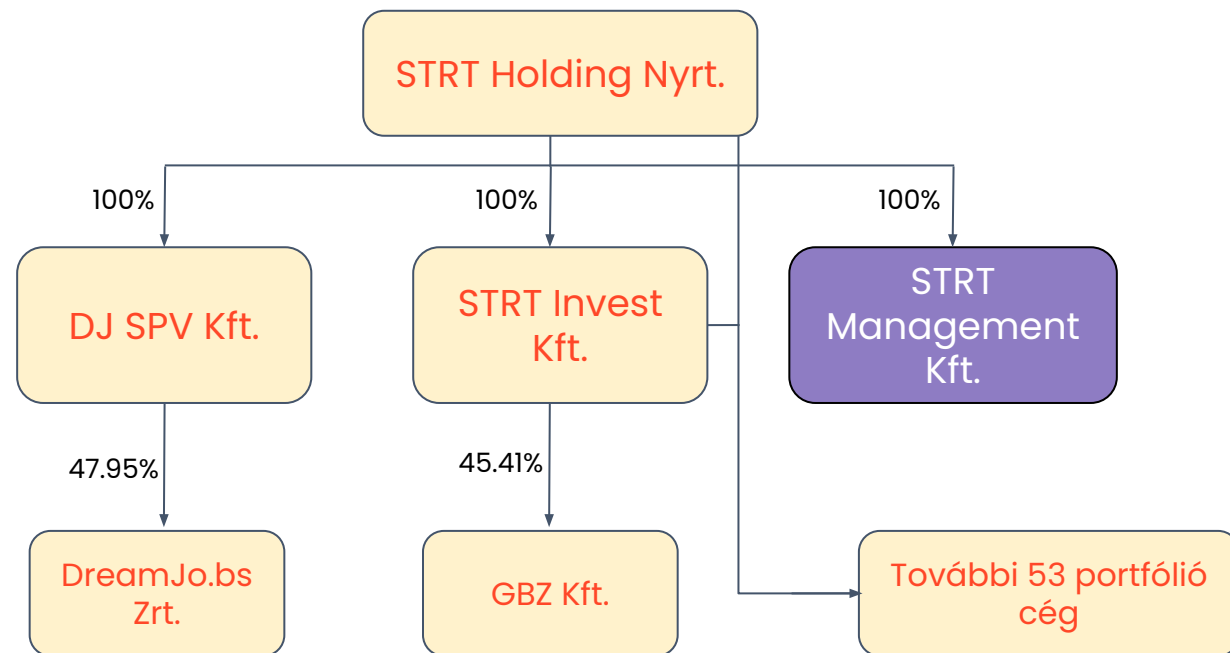 STRT Holding Nyrt.
100%
100%
100%
DJ SPV Kft.
STRT Invest
Kft.
STRT
Management
Kft.
47.95%
45.41%
DreamJo.bs
Zrt.
GBZ Kft.
További 53 portfólió
cég